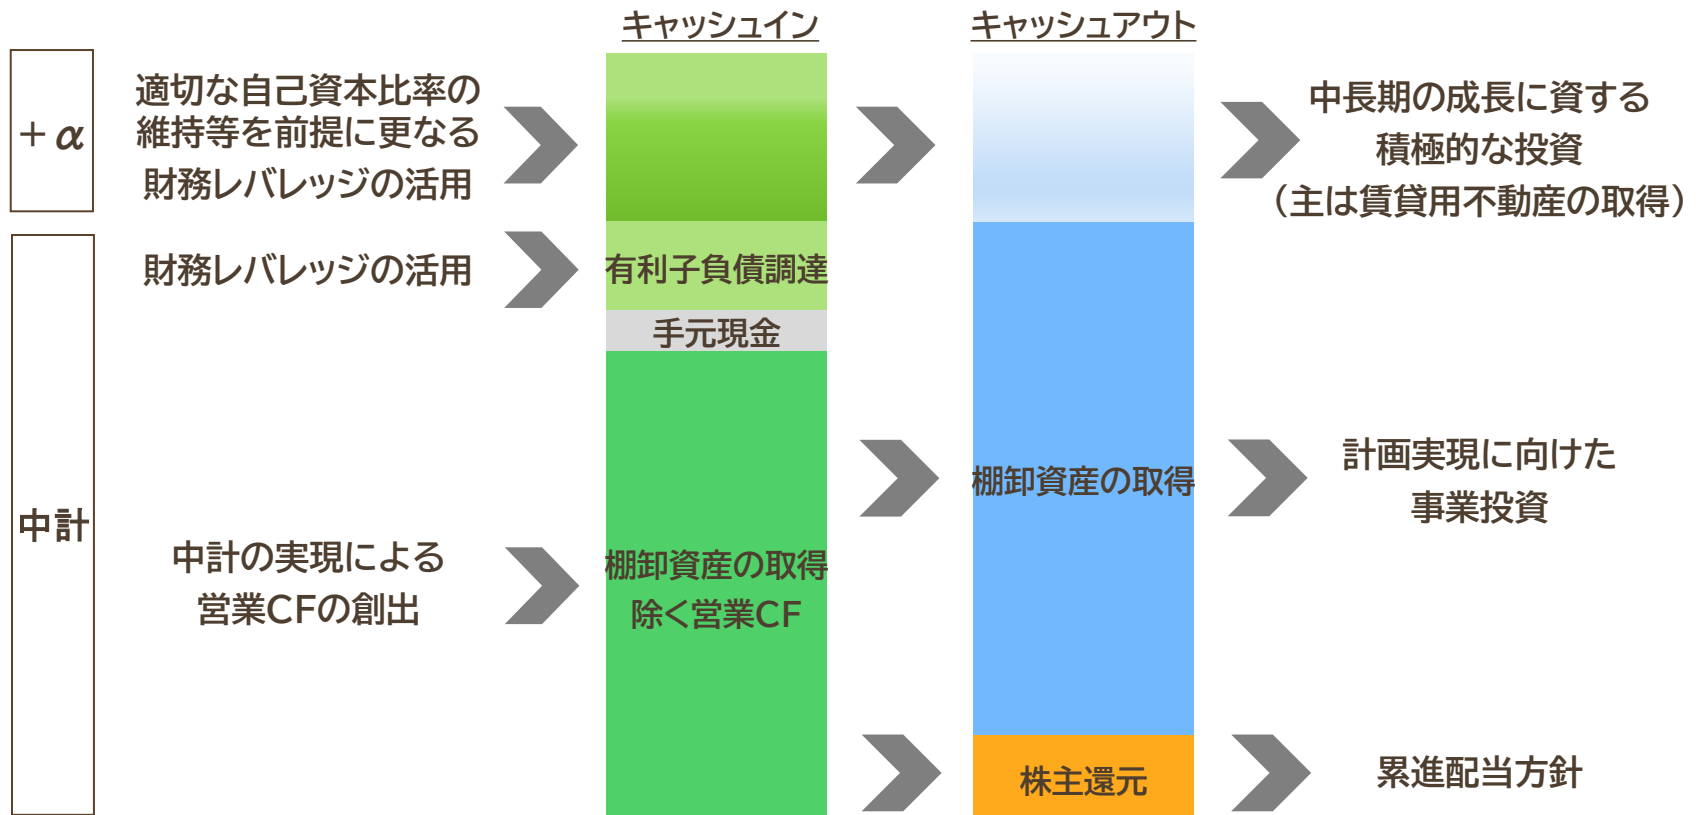 キャッシュイン
キャッシュアウト
+α
適切な自己資本比率の
維持等を前提に更なる
財務レバレッジの活用
中長期の成長に資する
積極的な投資
（主は賃貸用不動産の取得）
中計
財務レバレッジの活用
有利子負債調達
手元現金
中計の実現による
営業CFの創出
棚卸資産の取得
除く営業CF
棚卸資産の取得
計画実現に向けた
事業投資
株主還元
累進配当方針